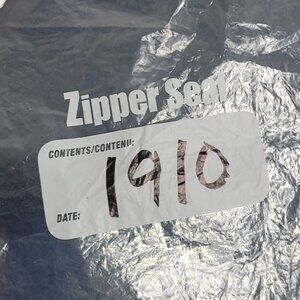 Zipper Seal
CONTENTS/CONTENU:
1910
DATE: